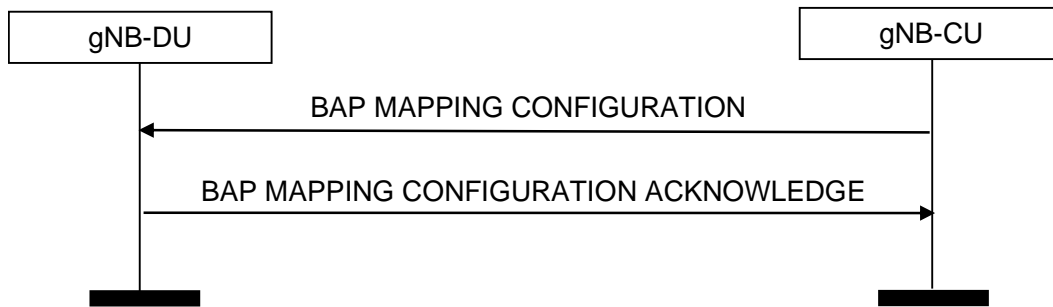 gNB-DU
gNB-CU
BAP MAPPING CONFIGURATION
BAP MAPPING CONFIGURATION ACKNOWLEDGE